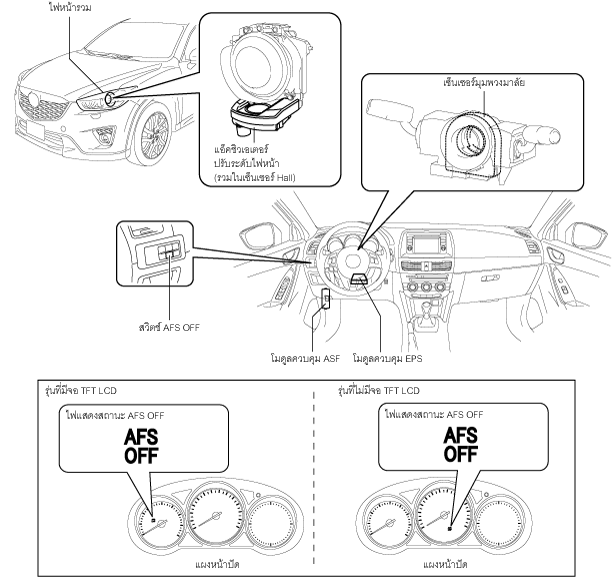 ไฟหน้ารวม
เซ็นเซอร์มุมพวงมาลัย
แอ็คชิวเอเตอร์
ปรับระดับไฟหน้า
(รวมในเซ็นเซอร์ Hall)
สวิตซ์ AFS OFF
โมดูลควบคุม ASF
โมดูลควบคุม EPS
รุ่นที่มีจอ TFT LCD
รุ่นที่ไม่มีจอ TFT LCD
ไฟแสดงสถานะ AFS OFF
AFS
OFF
ไฟแสดงสถานะ AFS OFF
AFS
OFF
แผงหน้าปัด
แผงหน้าปัด